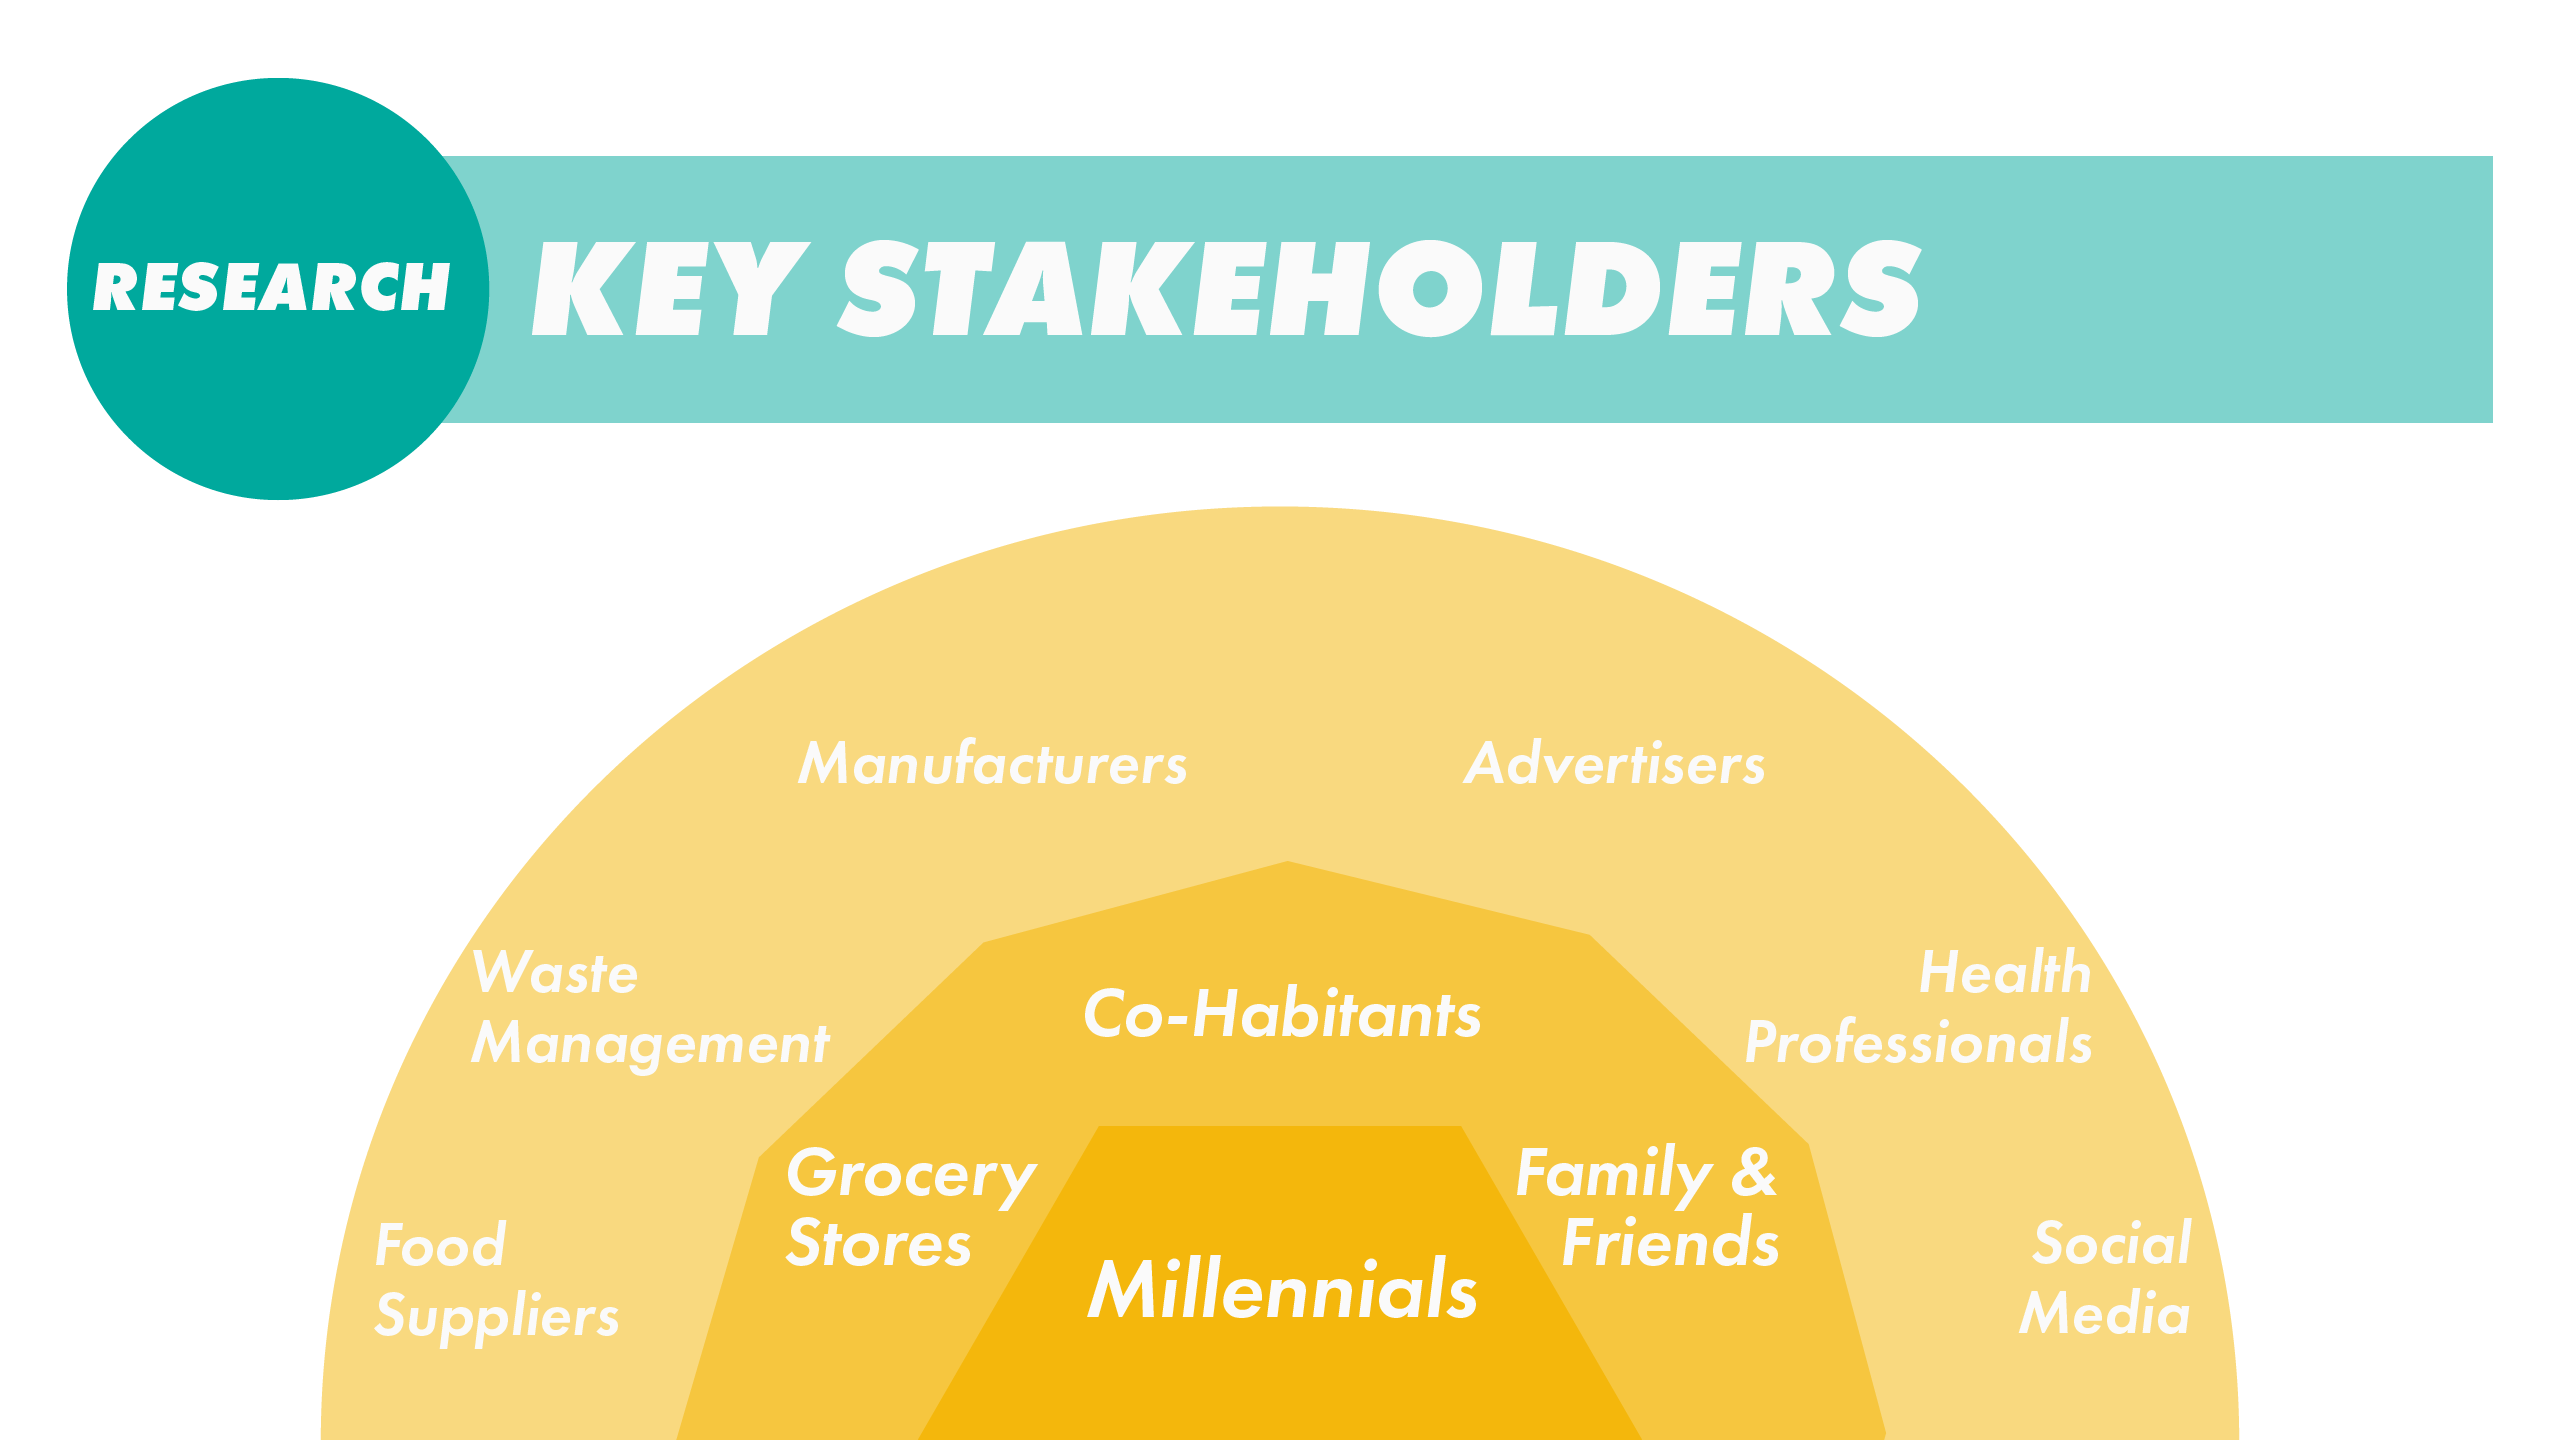 RESEARCH
KEY STAKEHOLDERS
Manufacturers
Advertisers
Waste
Management
Health
Professionals
Co-Habitants
Grocery
Stores
Family &
Friends
Food
Suppliers
Millennials
Social
Media